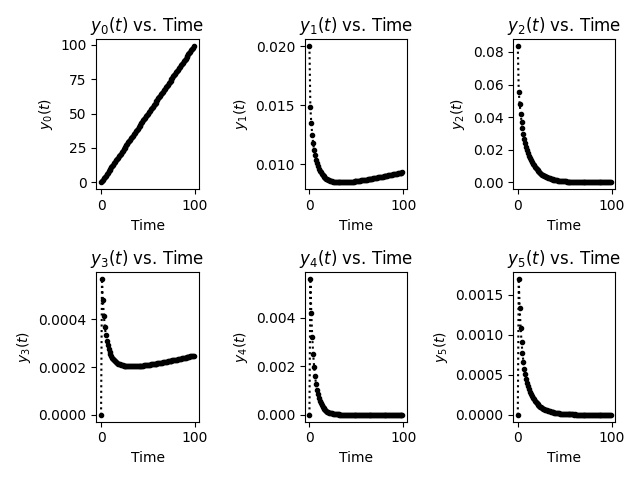 y₀(t) vs. Time
y₁(t) vs. Time
y₂(t) vs. Time
100
75
50
25
0
y₀(t)
0
100
Time
0.020
0.015
0.010
y₁(t)
0
100
Time
0.08
0.06
0.04
0.02
0.00
y₂(t)
0
100
Time
y₃(t) vs. Time
y₄(t) vs. Time
y₅(t) vs. Time
0.0004
0.0002
0.0000
y₃(t)
0
100
Time
0.004
0.002
0.000
y₄(t)
0
100
Time
0.0015
0.0010
0.0005
0.0000
y₅(t)
0
100
Time